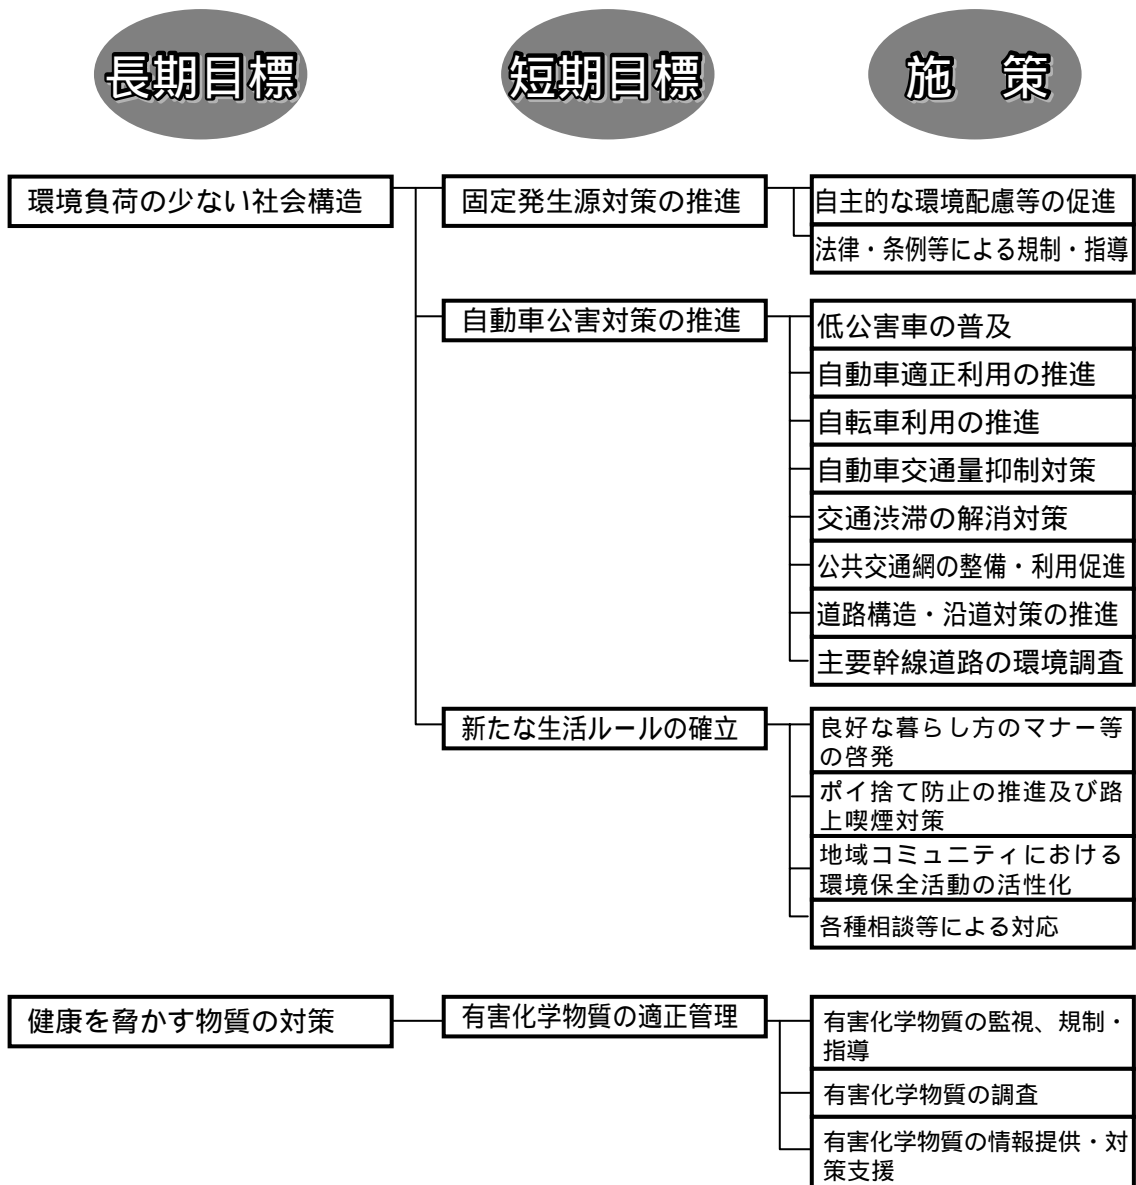 長期目標
短期目標
施　策
環境負荷の少ない社会構造
固定発生源対策の推進
自主的な環境配慮等の促進
法律・条例等による規制・指導
自動車公害対策の推進
低公害車の普及
自動車適正利用の推進
自転車利用の推進
自動車交通量抑制対策
交通渋滞の解消対策
公共交通網の整備・利用促進
道路構造・沿道対策の推進
主要幹線道路の環境調査
新たな生活ルールの確立
良好な暮らし方のマナー等
の啓発
ポイ捨て防止の推進及び路
上喫煙対策
地域コミュニティにおける
環境保全活動の活性化
各種相談等による対応
健康を脅かす物質の対策
有害化学物質の適正管理
有害化学物質の監視、規制・
指導
有害化学物質の調査
有害化学物質の情報提供・対
策支援